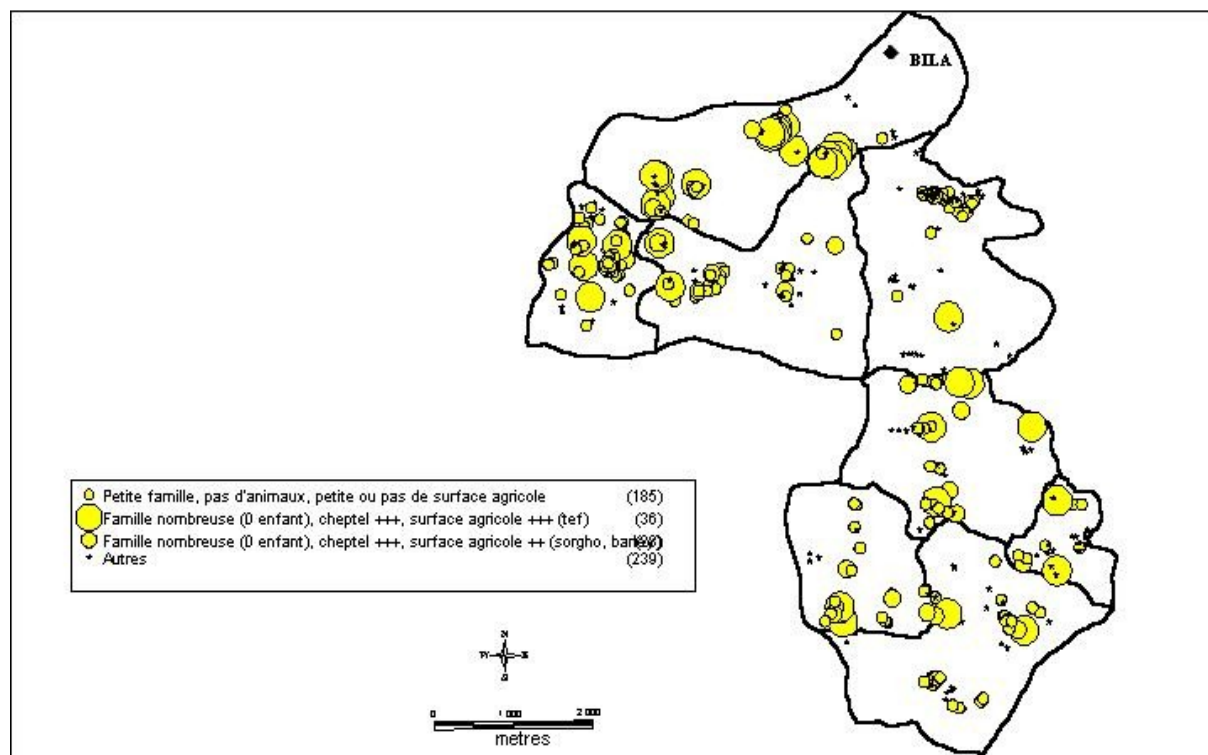 BILA
Petite famille, pas d'animaux, petite ou pas de surface agricole (185)
Famille nombreuse (0 enfant), cheptel +++, surface agricole +++ (tef) (36)
Famille nombreuse (0 enfant), cheptel +++, surface agricole ++ (sorgho,
Autres (239)
N
W E
S
0 1 000 2 000
metres